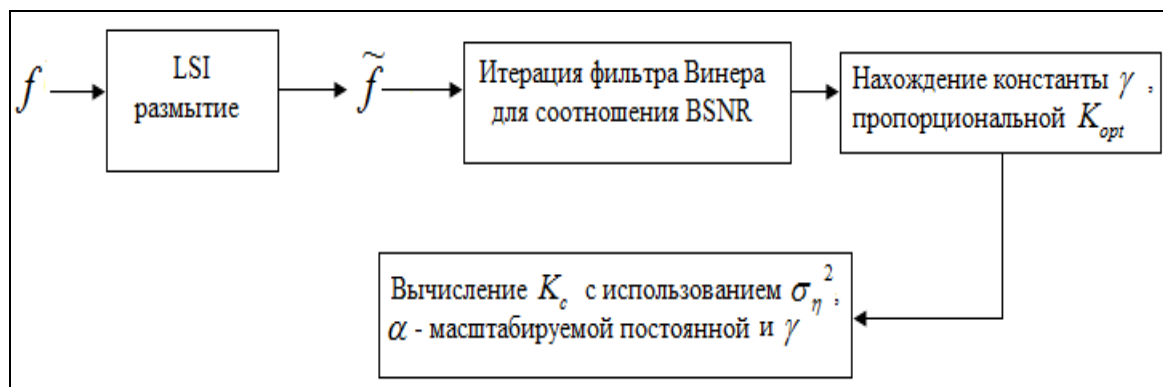 f
LSI
размытие
f̃
Итерация фильтра Винера
для соотношения BSNR
Нахождение константы γ ,
пропорциональной K_opt
Вычисление K_c с использованием σ_η²,
α - масштабируемой постоянной и γ